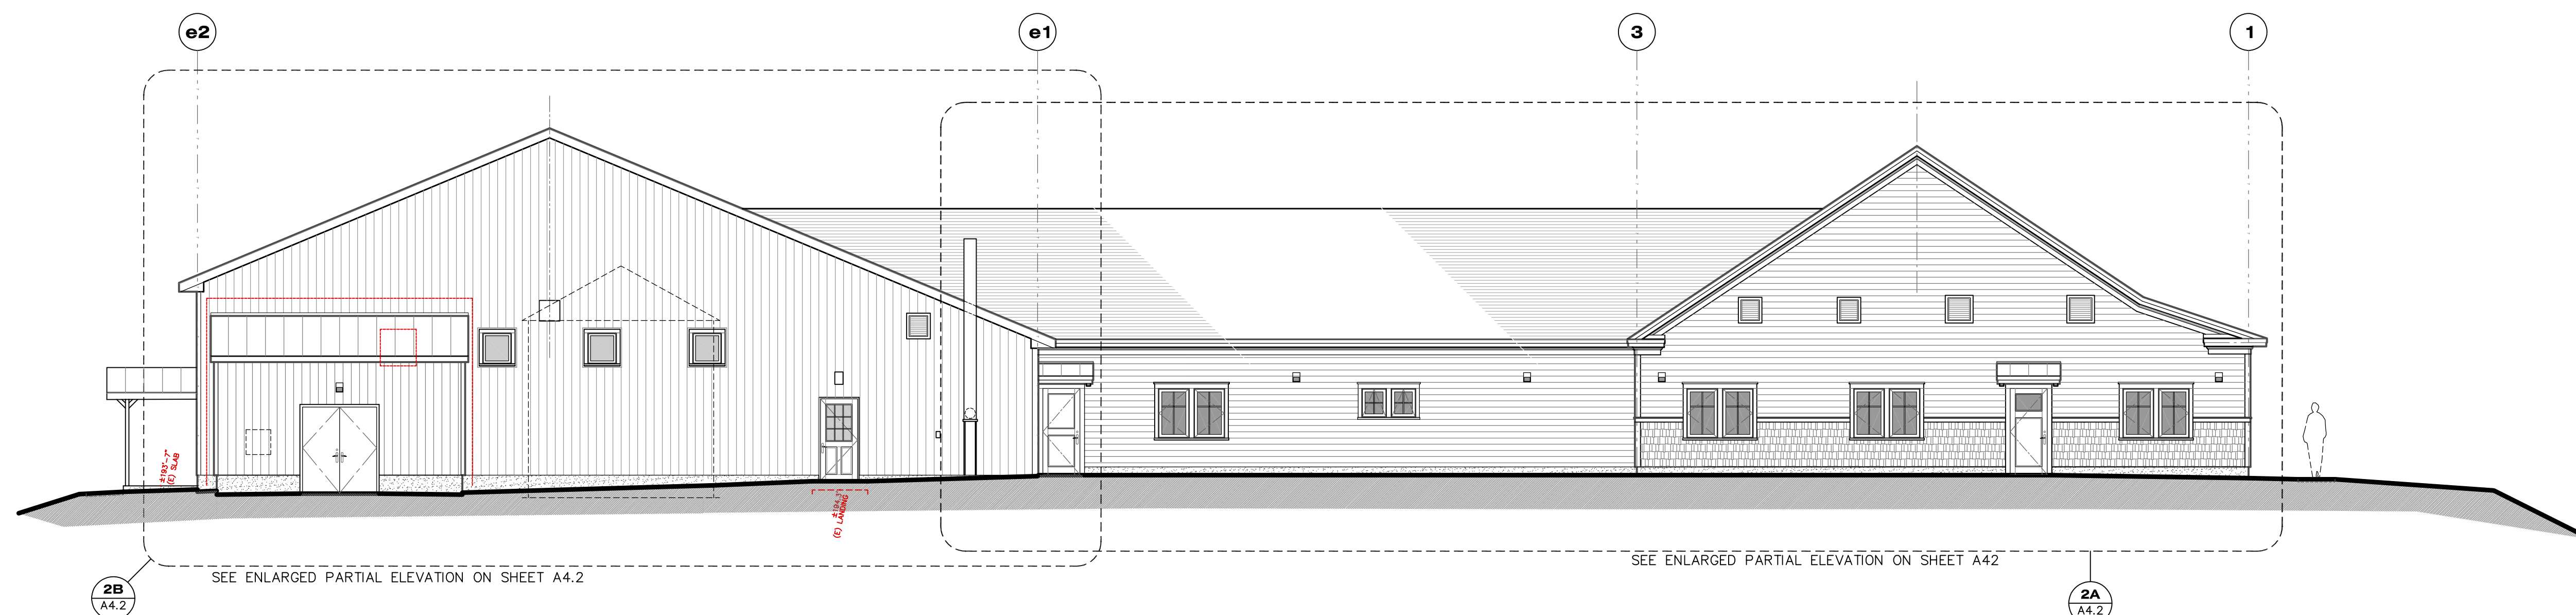 e2
e1
3
1
±193'-7"
(E) SLAB
±194.3'
(E) LANDING
SEE ENLARGED PARTIAL ELEVATION ON SHEET A4.2
SEE ENLARGED PARTIAL ELEVATION ON SHEET A42
2B
A4.2
2A
A4.2